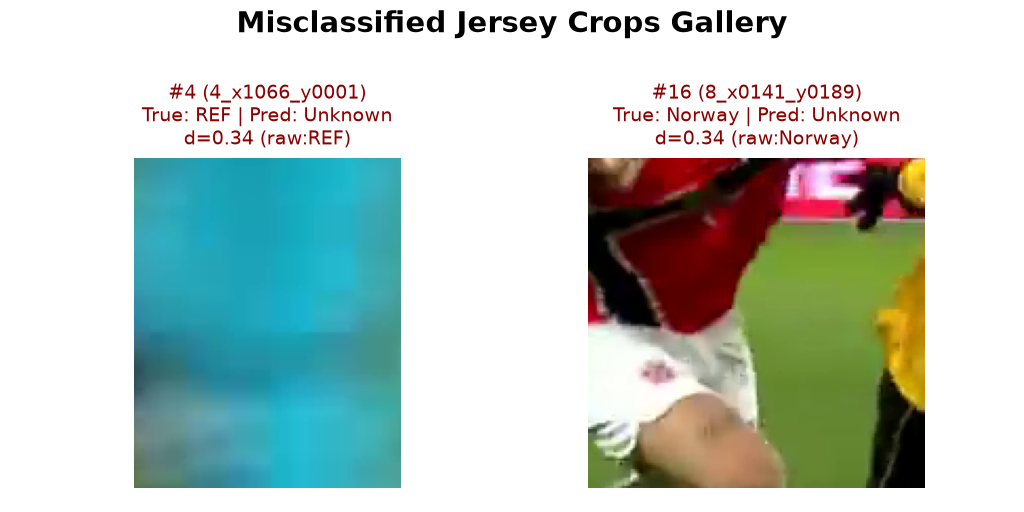 Misclassified Jersey Crops Gallery
#4 (4_x1066_y0001)
True: REF | Pred: Unknown
d=0.34 (raw:REF)
#16 (8_x0141_y0189)
True: Norway | Pred: Unknown
d=0.34 (raw:Norway)